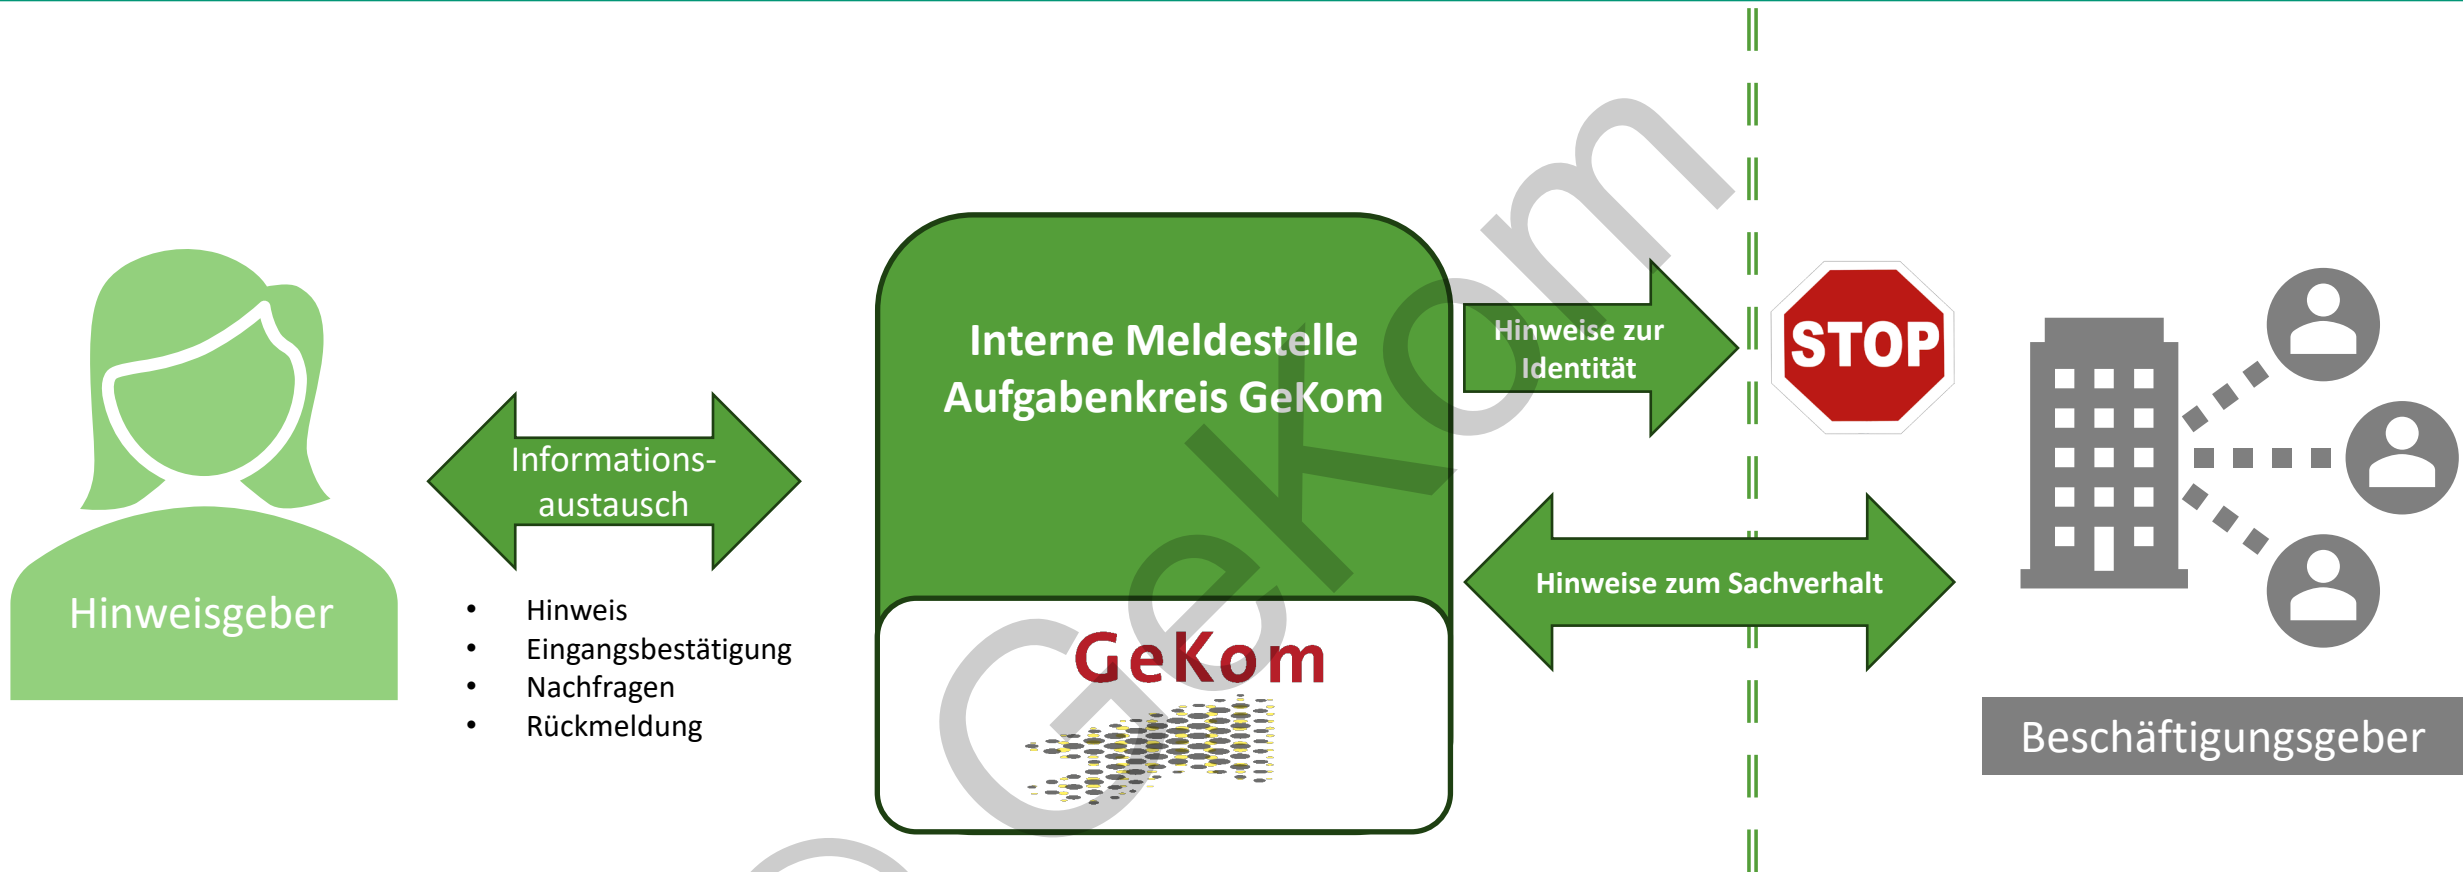 Hinweisgeber
Informations-
austausch
• Hinweis
• Eingangsbestätigung
• Nachfragen
• Rückmeldung
Interne Meldestelle
Aufgabenkreis GeKom
GeKom
Hinweise zur
Identität
STOP
Hinweise zum Sachverhalt
Beschäftigungsgeber
GeKom